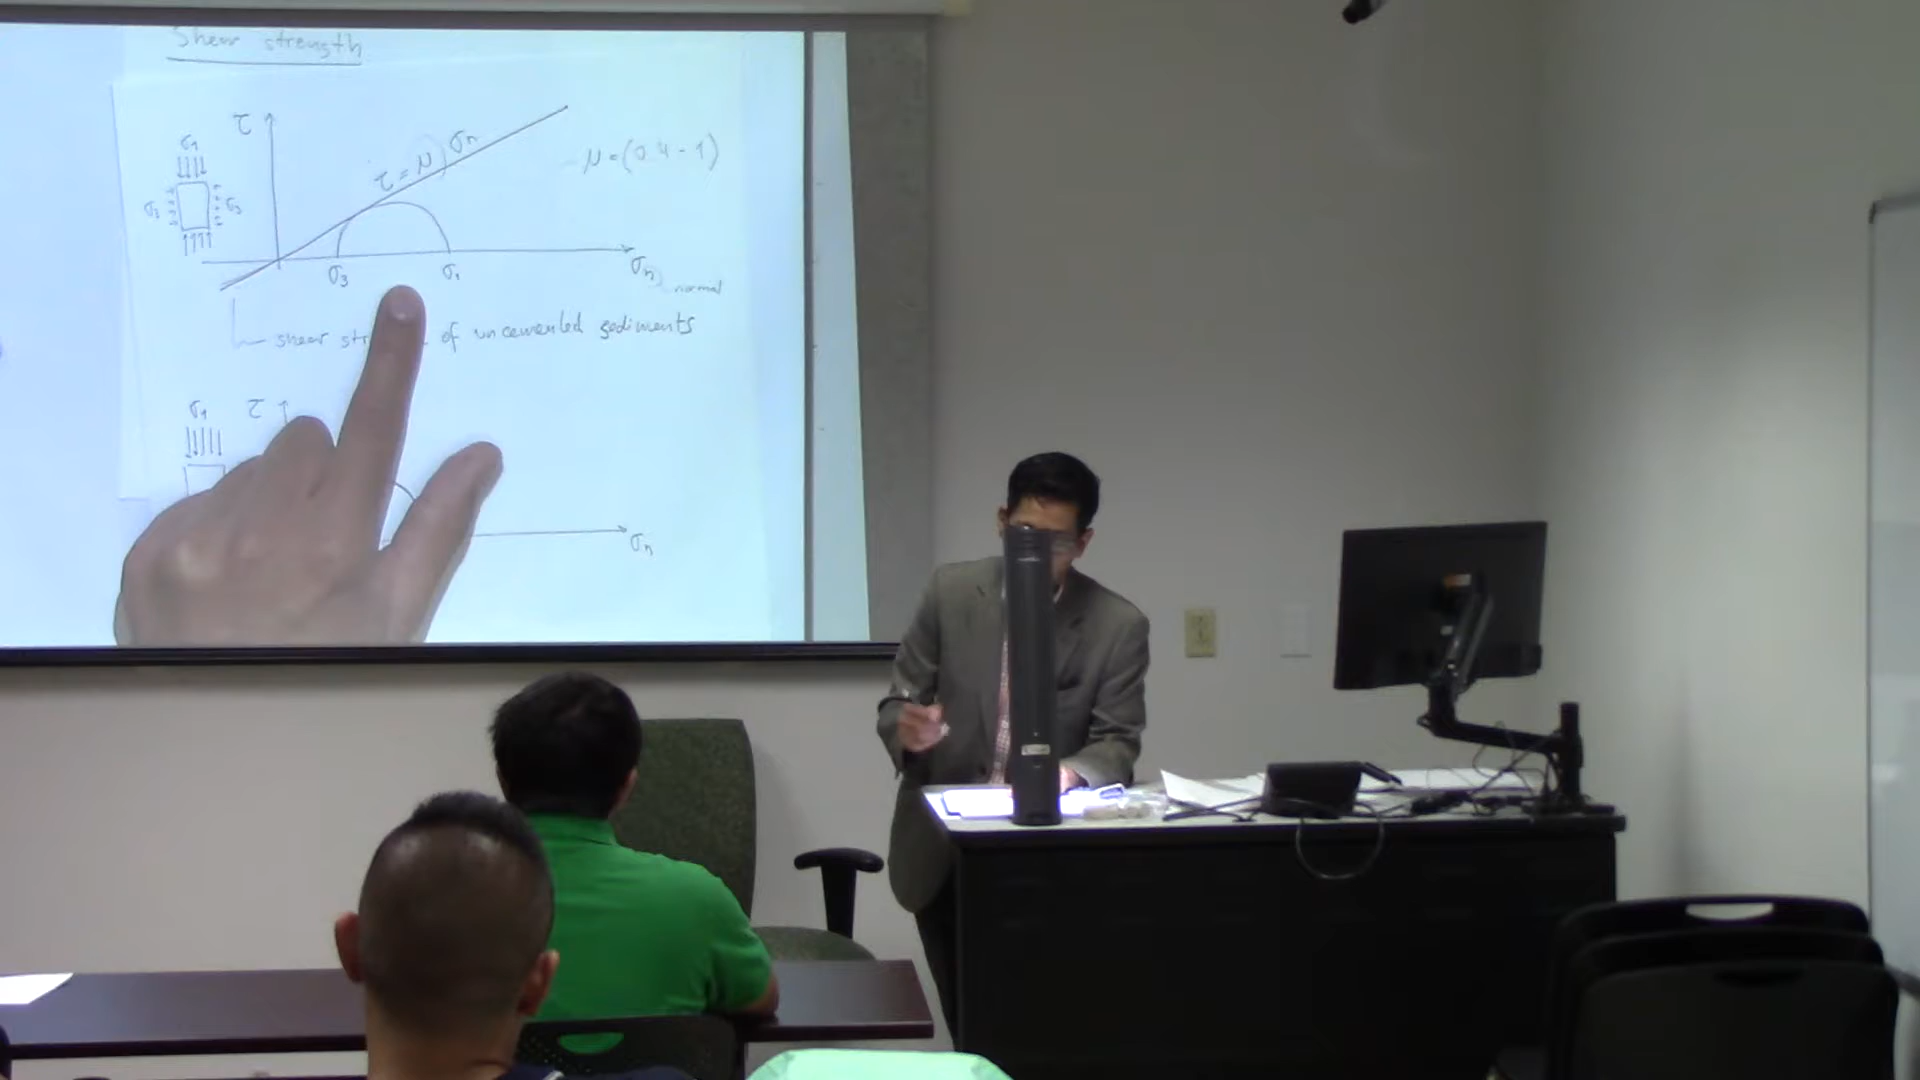 Shear strength
τ
σ1
τ = μ σn
μ = (0.4 - 1)
σ3 σ3
σ3 σ1 σn
normal
shear of uncemented sediments
σ1 τ
σn